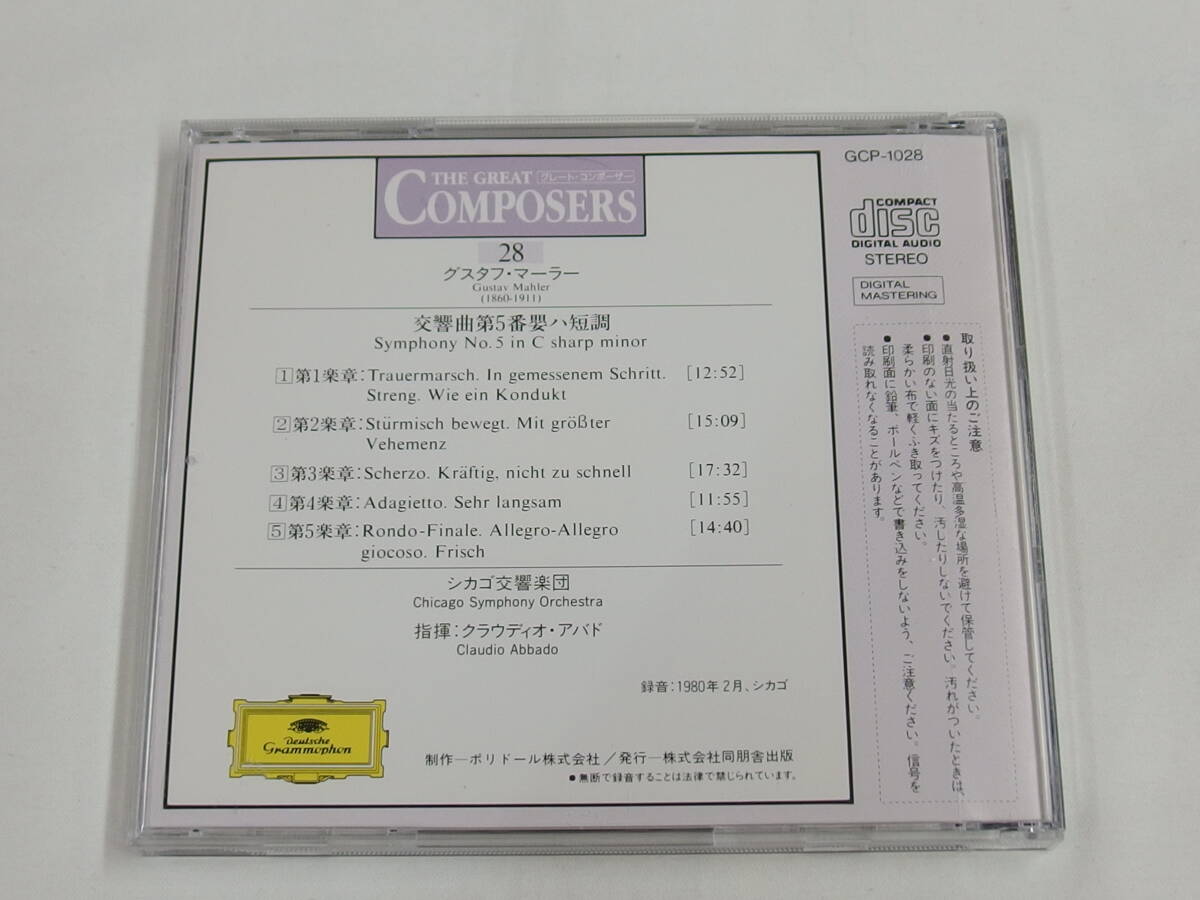 THE GREAT グレート・コンポーザー
COMPOSERS
28
グスタフ・マーラー
Gustav Mahler
(1860-1911)
交響曲第5番嬰ハ短調
Symphony No. 5 in C sharp minor
1 第1楽章：Trauermarsch. In gemessenem Schritt. [12:52]
Streng. Wie ein Kondukt
2 第2楽章：Stürmisch bewegt. Mit größter [15:09]
Vehemenz
3 第3楽章：Scherzo. Kräftig, nicht zu schnell [17:32]
4 第4楽章：Adagietto. Sehr langsam [11:55]
5 第5楽章：Rondo-Finale. Allegro-Allegro [14:40]
giocoso. Frisch
シカゴ交響楽団
Chicago Symphony Orchestra
指揮：クラウディオ・アバド
Claudio Abbado
録音：1980年2月、シカゴ
Deutsche
Grammophon
制作—ポリドール株式会社／発行—株式会社同朋舎出版
●無断で録音することは法律で禁じられています。
GCP-1028
COMPACT
disc
DIGITAL AUDIO
STEREO
DIGITAL
MASTERING
取り扱い上のご注意
●直射日光の当たるところや高温多湿な場所を避けて保管してください。
●印刷のない面にキズをつけたり、汚したりしないでください。汚れがついたときは、
柔らかい布で軽くふき取ってください。
●印刷面に鉛筆、ボールペンなどで書き込みをしないよう、ご注意ください。信号を
読み取れなくなることがあります。